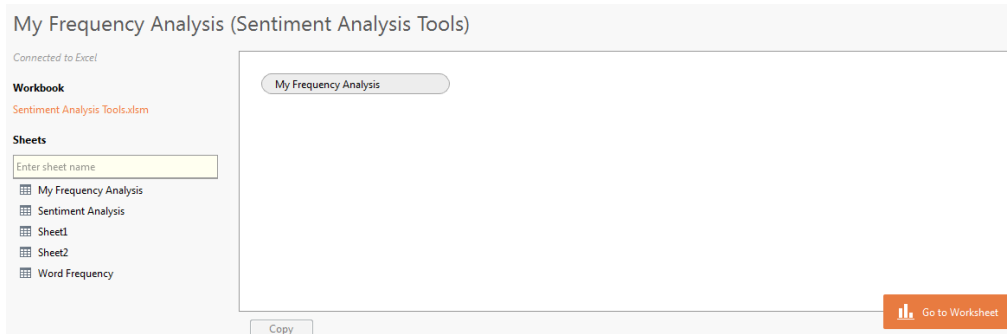 My Frequency Analysis (Sentiment Analysis Tools)
Connected to Excel
Workbook
Sentiment Analysis Tools.xlsm
Sheets
Enter sheet name
My Frequency Analysis
Sentiment Analysis
Sheet1
Sheet2
Word Frequency
My Frequency Analysis
Copy
Go to Worksheet